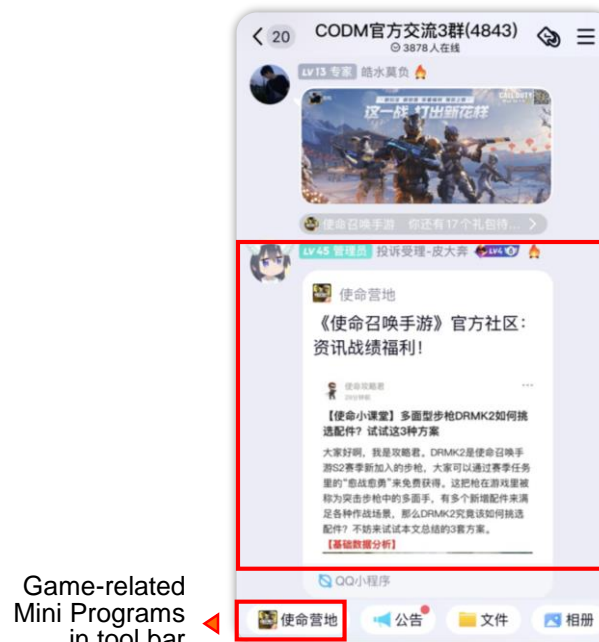 20
CODM官方交流3群(4843)
3878人在线
LV13 专家 皓水莫负
CALL OF DUTY
这一战 打出新花样
使命召唤手游 你还有17个礼包待... >
LV45 管理员 投诉受理-皮大奔 LV4
使命营地
《使命召唤手游》官方社区：
资讯战绩福利！
使命攻略君
【使命小课堂】多面型步枪DRMK2如何挑
选配件？试试这3种方案
大家好啊，我是攻略君。DRMK2是使命召唤手
游S2赛季新加入的步枪，大家可以通过赛季任务
里的“愈战愈勇”来免费获得。这把枪在游戏里被
称为突击步枪中的多面手，有多个新增配件来满
足各种作战场景，那么DRMK2究竟该如何挑选
配件？不妨来试试本文总结的3套方案。
【基础数据分析】
QQ小程序
Game-related
Mini Programs
in tool bar
使命营地 公告 文件 相册